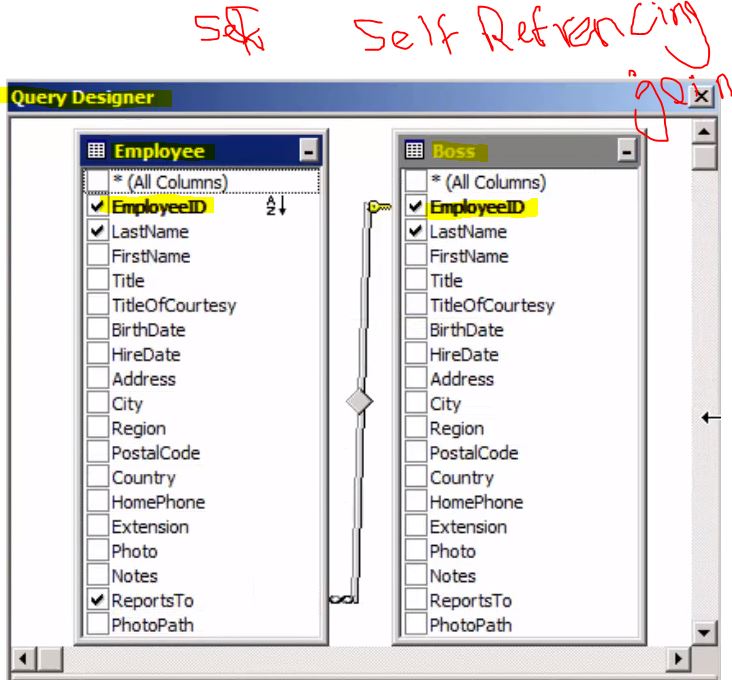 Self Refrencing
join
Query Designer
Employee
* (All Columns)
EmployeeID
LastName
FirstName
Title
TitleOfCourtesy
BirthDate
HireDate
Address
City
Region
PostalCode
Country
HomePhone
Extension
Photo
Notes
ReportsTo
PhotoPath
Boss
* (All Columns)
EmployeeID
LastName
FirstName
Title
TitleOfCourtesy
BirthDate
HireDate
Address
City
Region
PostalCode
Country
HomePhone
Extension
Photo
Notes
ReportsTo
PhotoPath